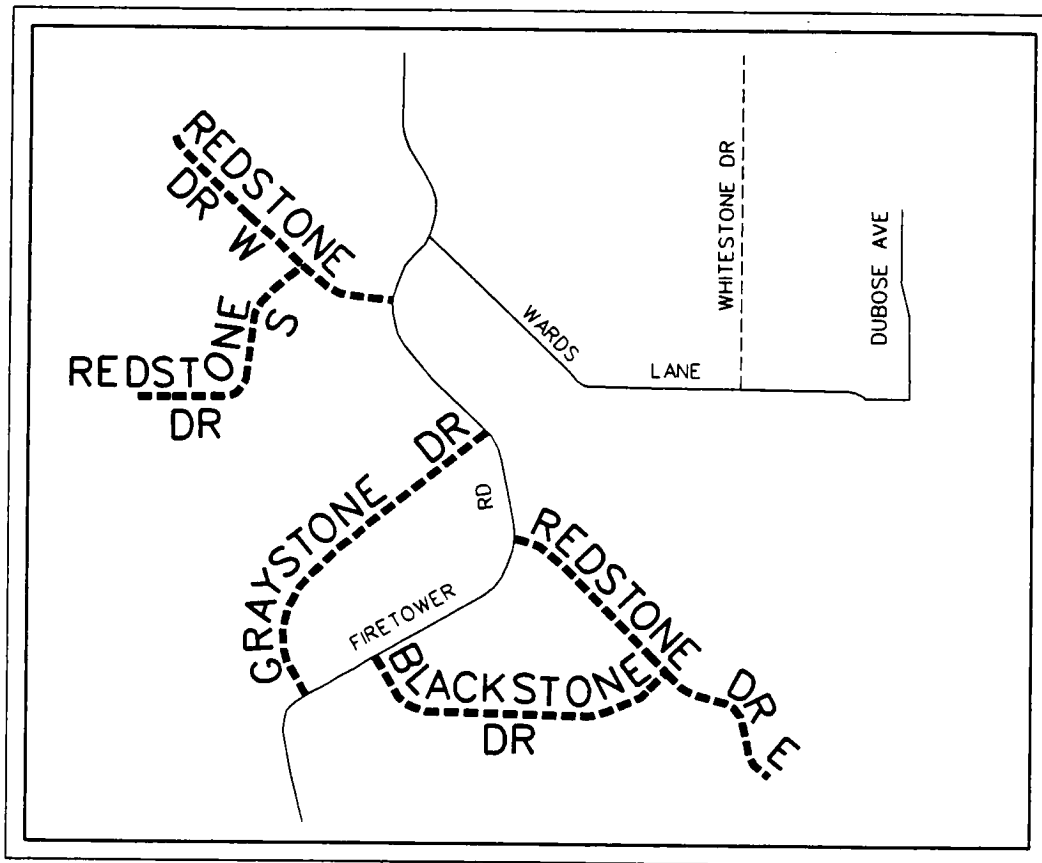 REDSTONE
DR W
REDSTONE S
DR
WHITESTONE DR
DUBOSE AVE
WARDS
LANE
GRAYSTONE DR
RD
FIRETOWER
REDSTONE
DR E
BLACKSTONE
DR